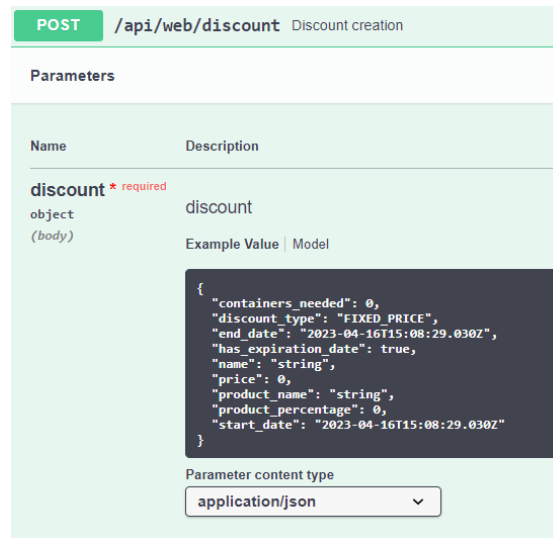 POST /api/web/discount Discount creation
Parameters
Name Description
discount * required
object
(body)
discount
Example Value Model
{
"containers_needed": 0,
"discount_type": "FIXED_PRICE",
"end_date": "2023-04-16T15:08:29.030Z",
"has_expiration_date": true,
"name": "string",
"price": 0,
"product_name": "string",
"product_percentage": 0,
"start_date": "2023-04-16T15:08:29.030Z"
}
Parameter content type
application/json